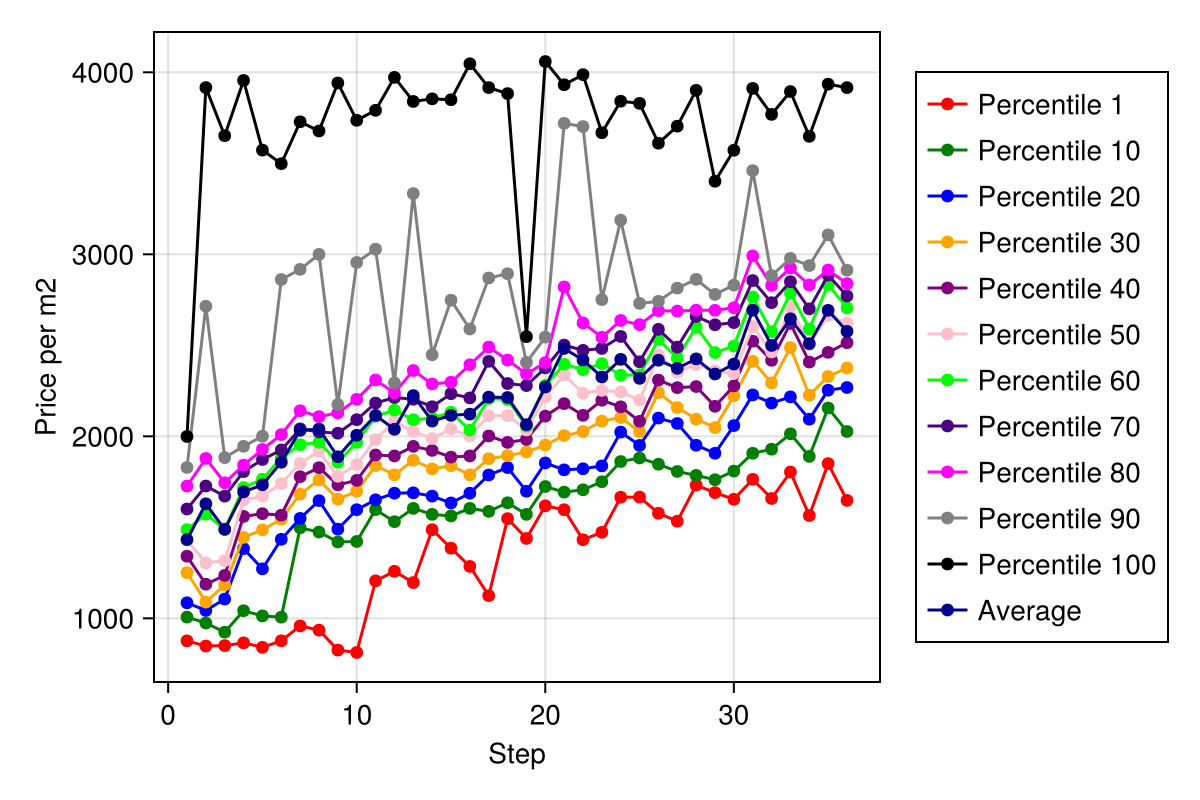 4000
3000
2000
1000
Price per m2
0
10
20
30
Step
Percentile 1
Percentile 10
Percentile 20
Percentile 30
Percentile 40
Percentile 50
Percentile 60
Percentile 70
Percentile 80
Percentile 90
Percentile 100
Average